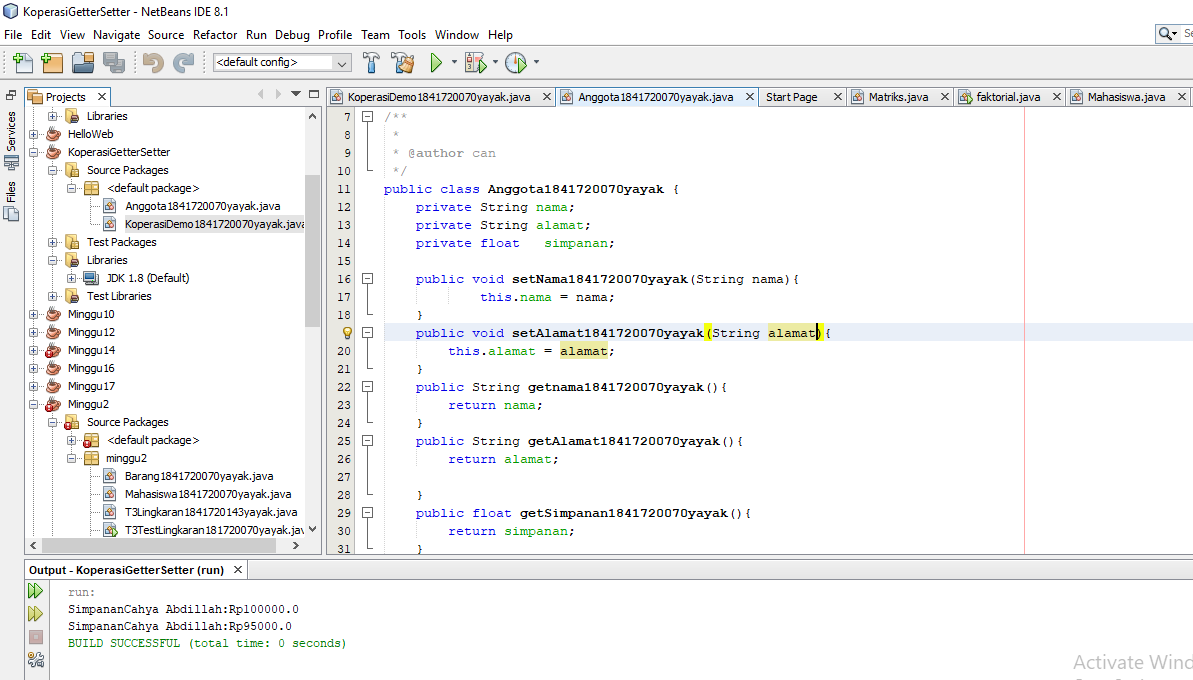 KoperasiGetterSetter - NetBeans IDE 8.1
File Edit View Navigate Source Refactor Run Debug Profile Team Tools Window Help
<default config>
Projects
Services
Files
Libraries
HelloWeb
KoperasiGetterSetter
Source Packages
<default package>
Anggota1841720070yayak.java
KoperasiDemo1841720070yayak.java
Test Packages
Libraries
JDK 1.8 (Default)
Test Libraries
Minggu10
Minggu12
Minggu14
Minggu16
Minggu17
Minggu2
Source Packages
<default package>
minggu2
Barang1841720070yayak.java
Mahasiswa1841720070yayak.java
T3Lingkaran1841720143yayak.java
T3TestLingkaran181720070yayak.jav
KoperasiDemo1841720070yayak.java Anggota1841720070yayak.java Start Page Matriks.java faktorial.java Mahasiswa.java
7 /**
8 *
9 * @author can
10 */
11 public class Anggota1841720070yayak {
12 private String nama;
13 private String alamat;
14 private float simpanan;
15
16 public void setNama1841720070yayak(String nama){
17 this.nama = nama;
18 }
public void setAlamat1841720070yayak(String alamat){
20 this.alamat = alamat;
21 }
22 public String getnama1841720070yayak(){
23 return nama;
24 }
25 public String getAlamat1841720070yayak(){
26 return alamat;
27
28 }
29 public float getSimpanan1841720070yayak(){
30 return simpanan;
31 }
Output - KoperasiGetterSetter (run)
run:
SimpananCahya Abdillah:Rp100000.0
SimpananCahya Abdillah:Rp95000.0
BUILD SUCCESSFUL (total time: 0 seconds)
Activate Wind